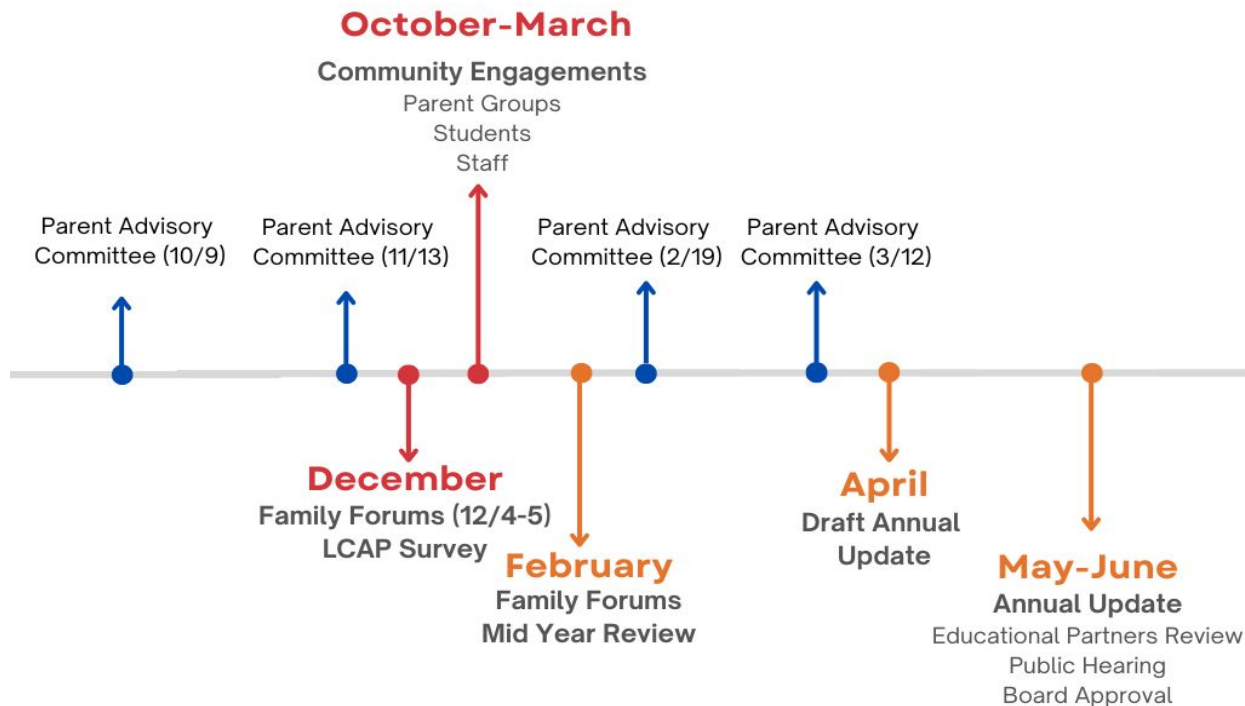 October-March
Community Engagements
Parent Groups
Students
Staff
Parent Advisory
Committee (10/9)
Parent Advisory
Committee (11/13)
Parent Advisory
Committee (2/19)
Parent Advisory
Committee (3/12)
December
Family Forums (12/4-5)
LCAP Survey
February
Family Forums
Mid Year Review
April
Draft Annual
Update
May-June
Annual Update
Educational Partners Review
Public Hearing
Board Approval